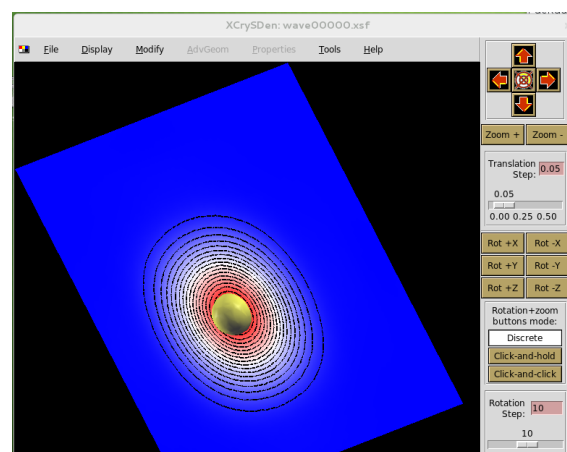 XCrySDen: wave00000.xsf
File Display Modify AdvGeom Properties Tools Help
Zoom + Zoom -
Translation
Step: 0.05
0.05
0.00 0.25 0.50
Rot +X Rot -X
Rot +Y Rot -Y
Rot +Z Rot -Z
Rotation+zoom
buttons mode:
Discrete
Click-and-hold
Click-and-click
Rotation
Step: 10
10